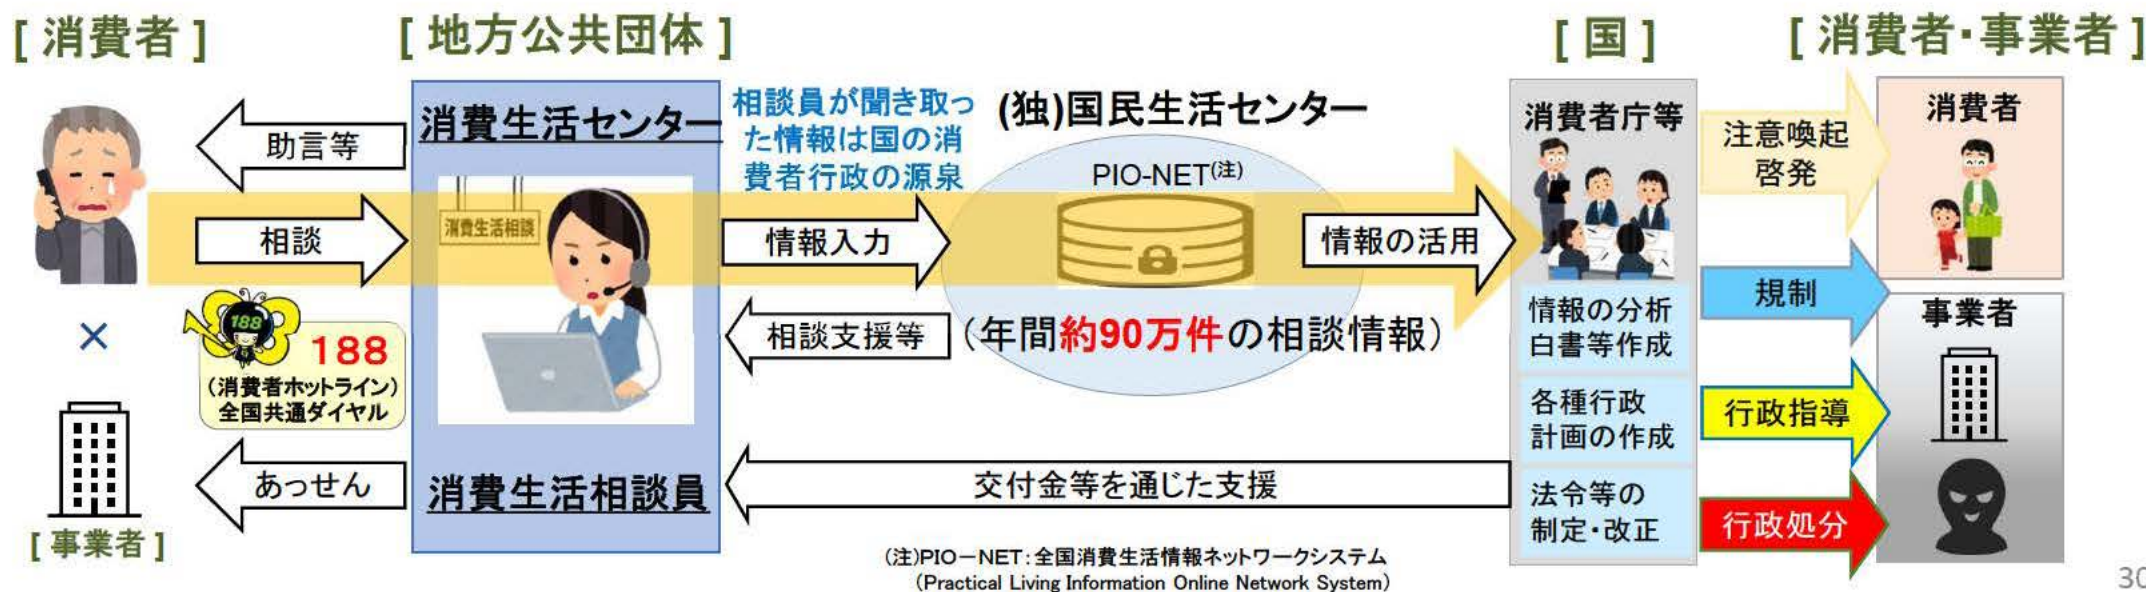 [ 消費者 ]
[ 地方公共団体 ]
[ 国 ]
[ 消費者・事業者 ]
助言等
相談
×
188
188
(消費者ホットライン)
全国共通ダイヤル
あっせん
[ 事業者 ]
消費生活センター
消費生活相談
消費生活相談員
相談員が聞き取っ
た情報は国の消
費者行政の源泉
情報入力
相談支援等
(独)国民生活センター
PIO-NET(注)
(年間約90万件の相談情報)
情報の活用
交付金等を通じた支援
消費者庁等
情報の分析
白書等作成
各種行政
計画の作成
法令等の
制定・改正
注意喚起
啓発
規制
行政指導
行政処分
消費者
事業者
(注)PIO－NET:全国消費生活情報ネットワークシステム
(Practical Living Information Online Network System)
30